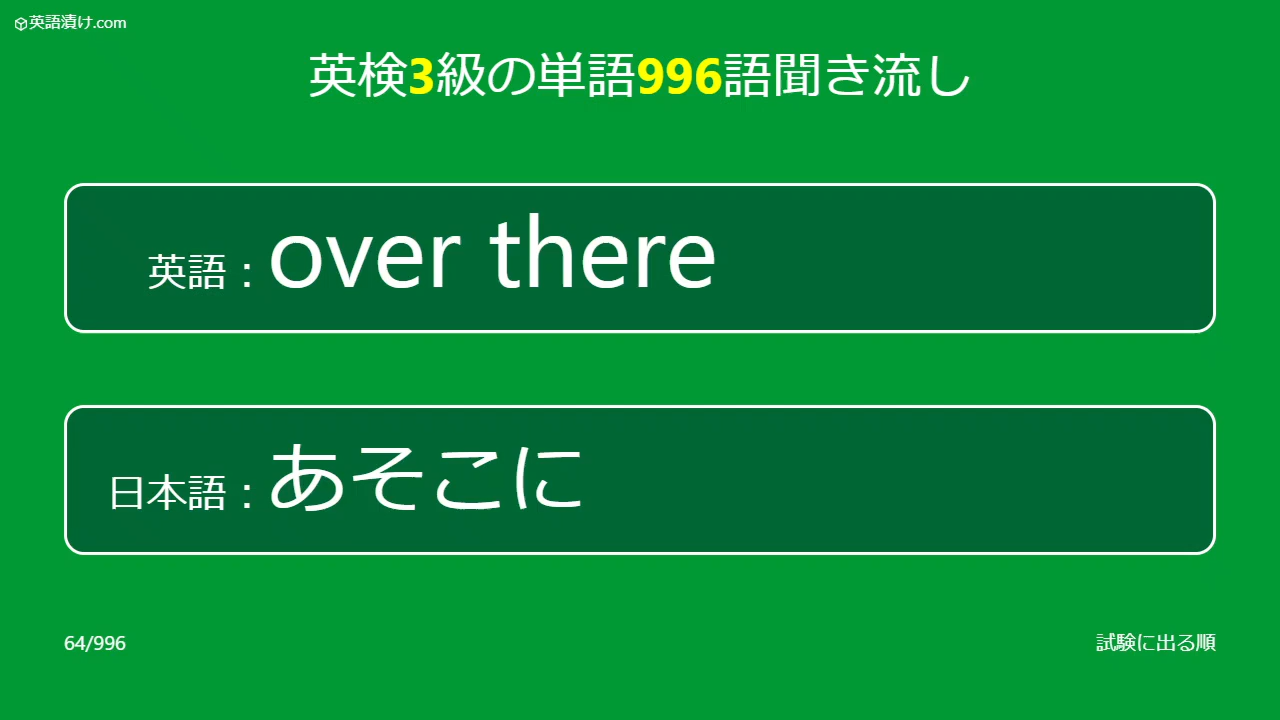 英語漬け.com
英検3級の単語996語聞き流し
英語：over there
日本語：あそこに
64/996
試験に出る順